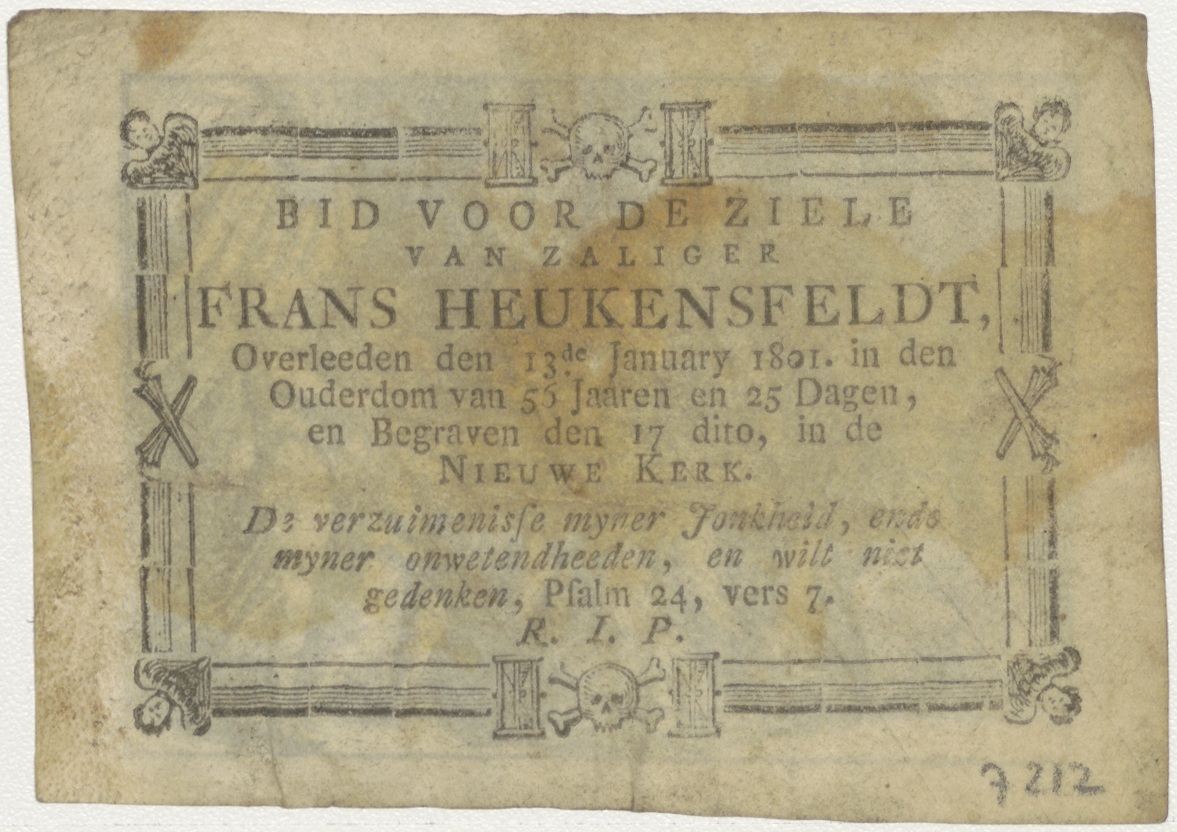 BID VOOR DE ZIELE
VAN ZALIGER
FRANS HEUKENSFELDT,
Overleeden den 13de. January 1801. in den
Ouderdom van 56 Jaaren en 25 Dagen,
en Begraven den 17 dito, in de
NIEUWE KERK.
De verzuimenisſe myner Jonkheid, ende
myner onwetendheeden, en wilt niet
gedenken, Pſalm 24, vers 7.
R. I. P.
7212